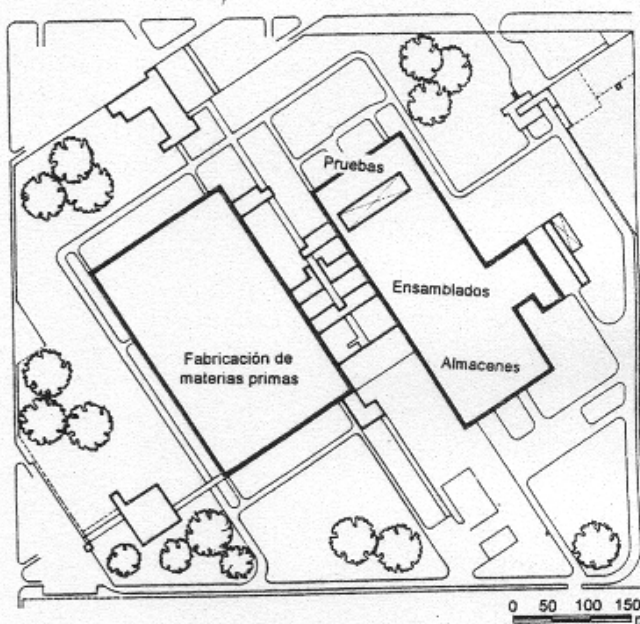 Pruebas
Ensamblados
Fabricación de
materias primas
Almacenes
0 50 100 150